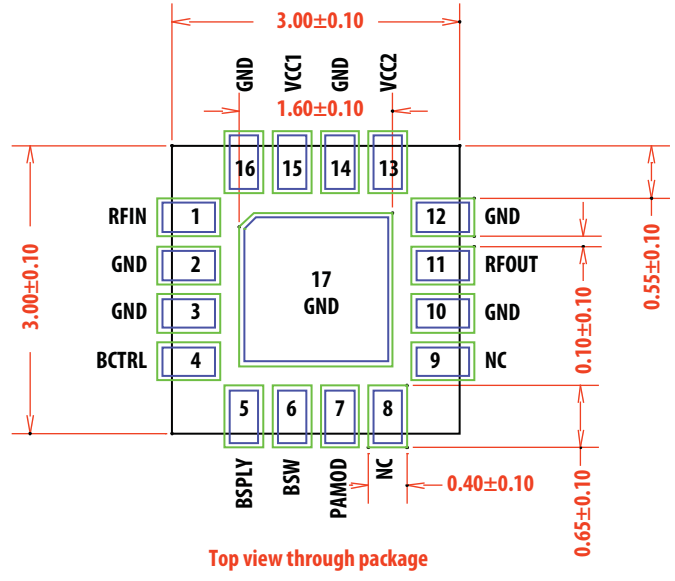 3.00±0.10
GND
VCC1
GND
VCC2
1.60±0.10
16
15
14
13
RFIN 1
12 GND
GND 2
11 RFOUT
GND 3
10 GND
BCTRL 4
9 NC
17
GND
3.00±0.10
0.55±0.10
0.10±0.10
5
6
7
8
BSPLY
BSW
PAMOD
NC
0.40±0.10
0.65±0.10
Top view through package